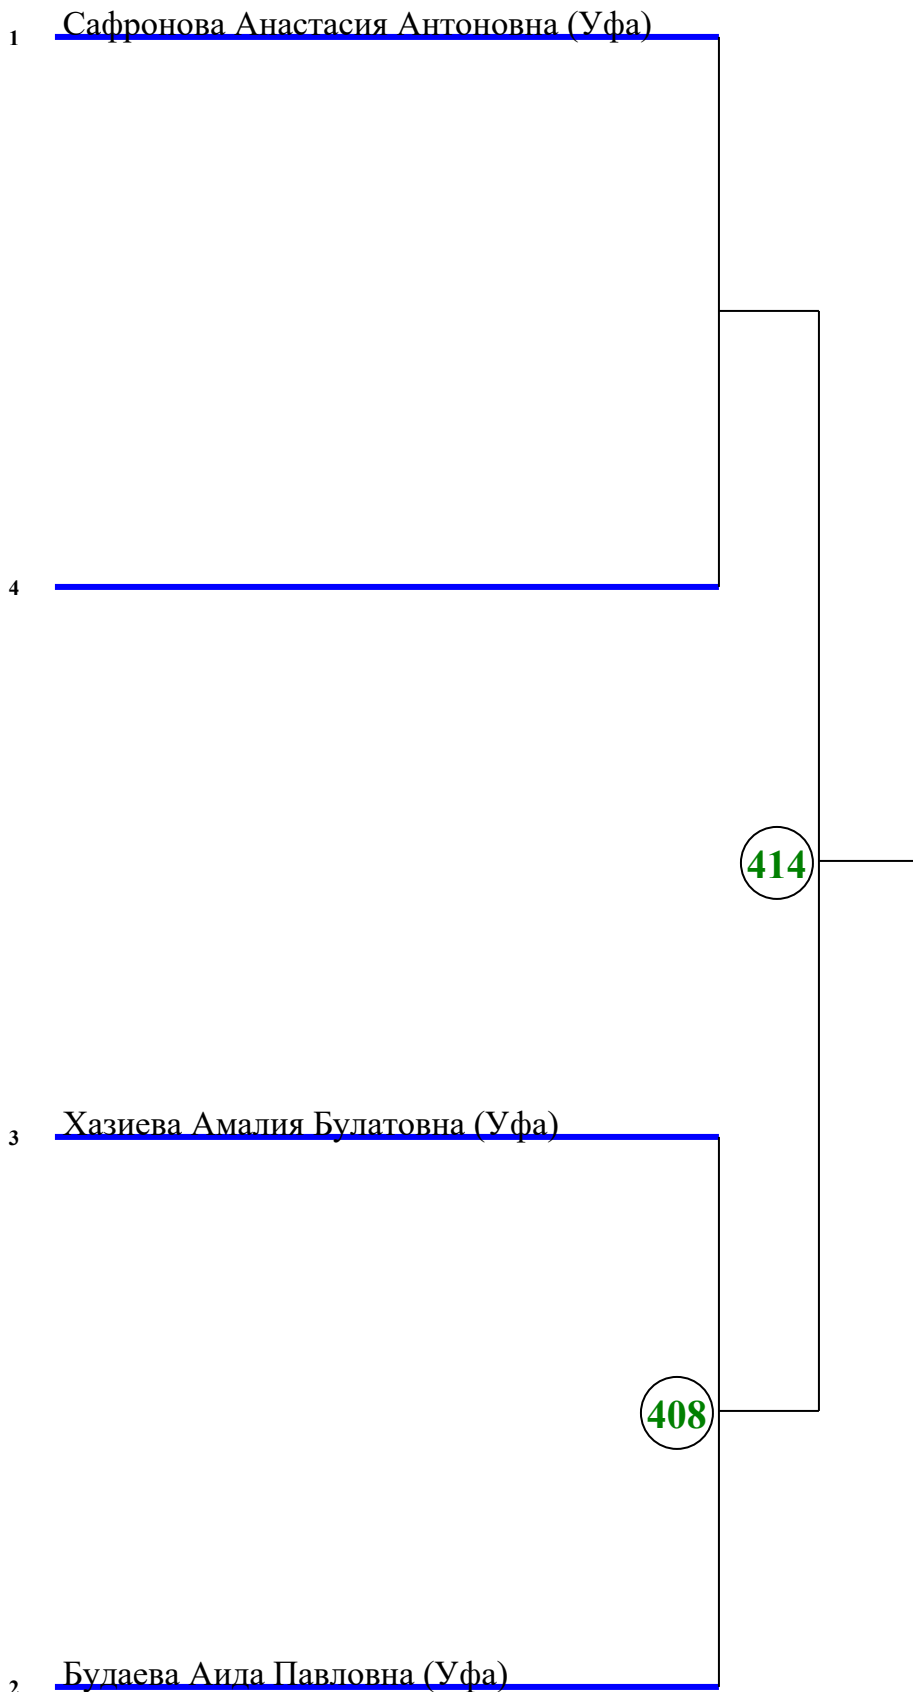 1 Сафронова Анастасия Антоновна (Уфа)
4
414
3 Хазиева Амалия Булатовна (Уфа)
408
2 Будаева Аида Павловна (Уфа)